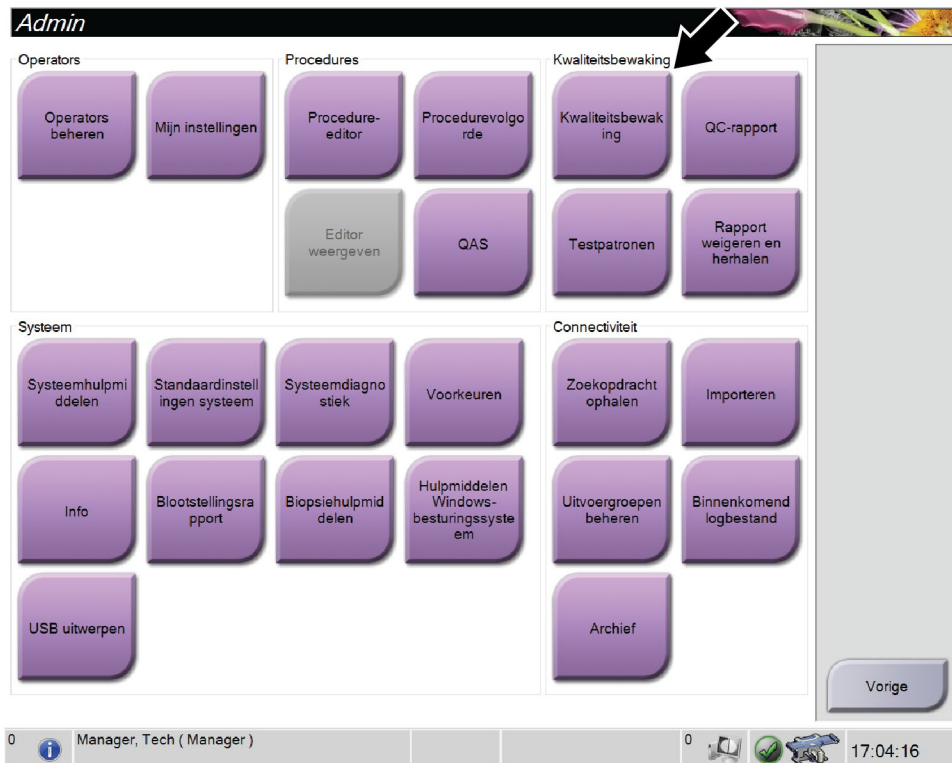 Admin
Operators
Operators
beheren
Mijn instellingen
Procedures
Procedure-
editor
Procedurevolgo
rde
Editor
weergeven
QAS
Kwaliteitsbewaking
Kwaliteitsbewak
ing
QC-rapport
Testpatronen
Rapport
weigeren en
herhalen
Systeem
Systeemhulpmi
ddelen
Standaardinstell
ingen systeem
Systeemdiagno
stiek
Voorkeuren
Info
Blootstellingsra
pport
Biopsiehulpmid
delen
Hulpmiddelen
Windows-
besturingssyste
em
USB uitwerpen
Connectiviteit
Zoekopdracht
ophalen
Importeren
Uitvoergroepen
beheren
Binnenkomend
logbestand
Archief
Vorige
0
Manager, Tech ( Manager )
0
17:04:16